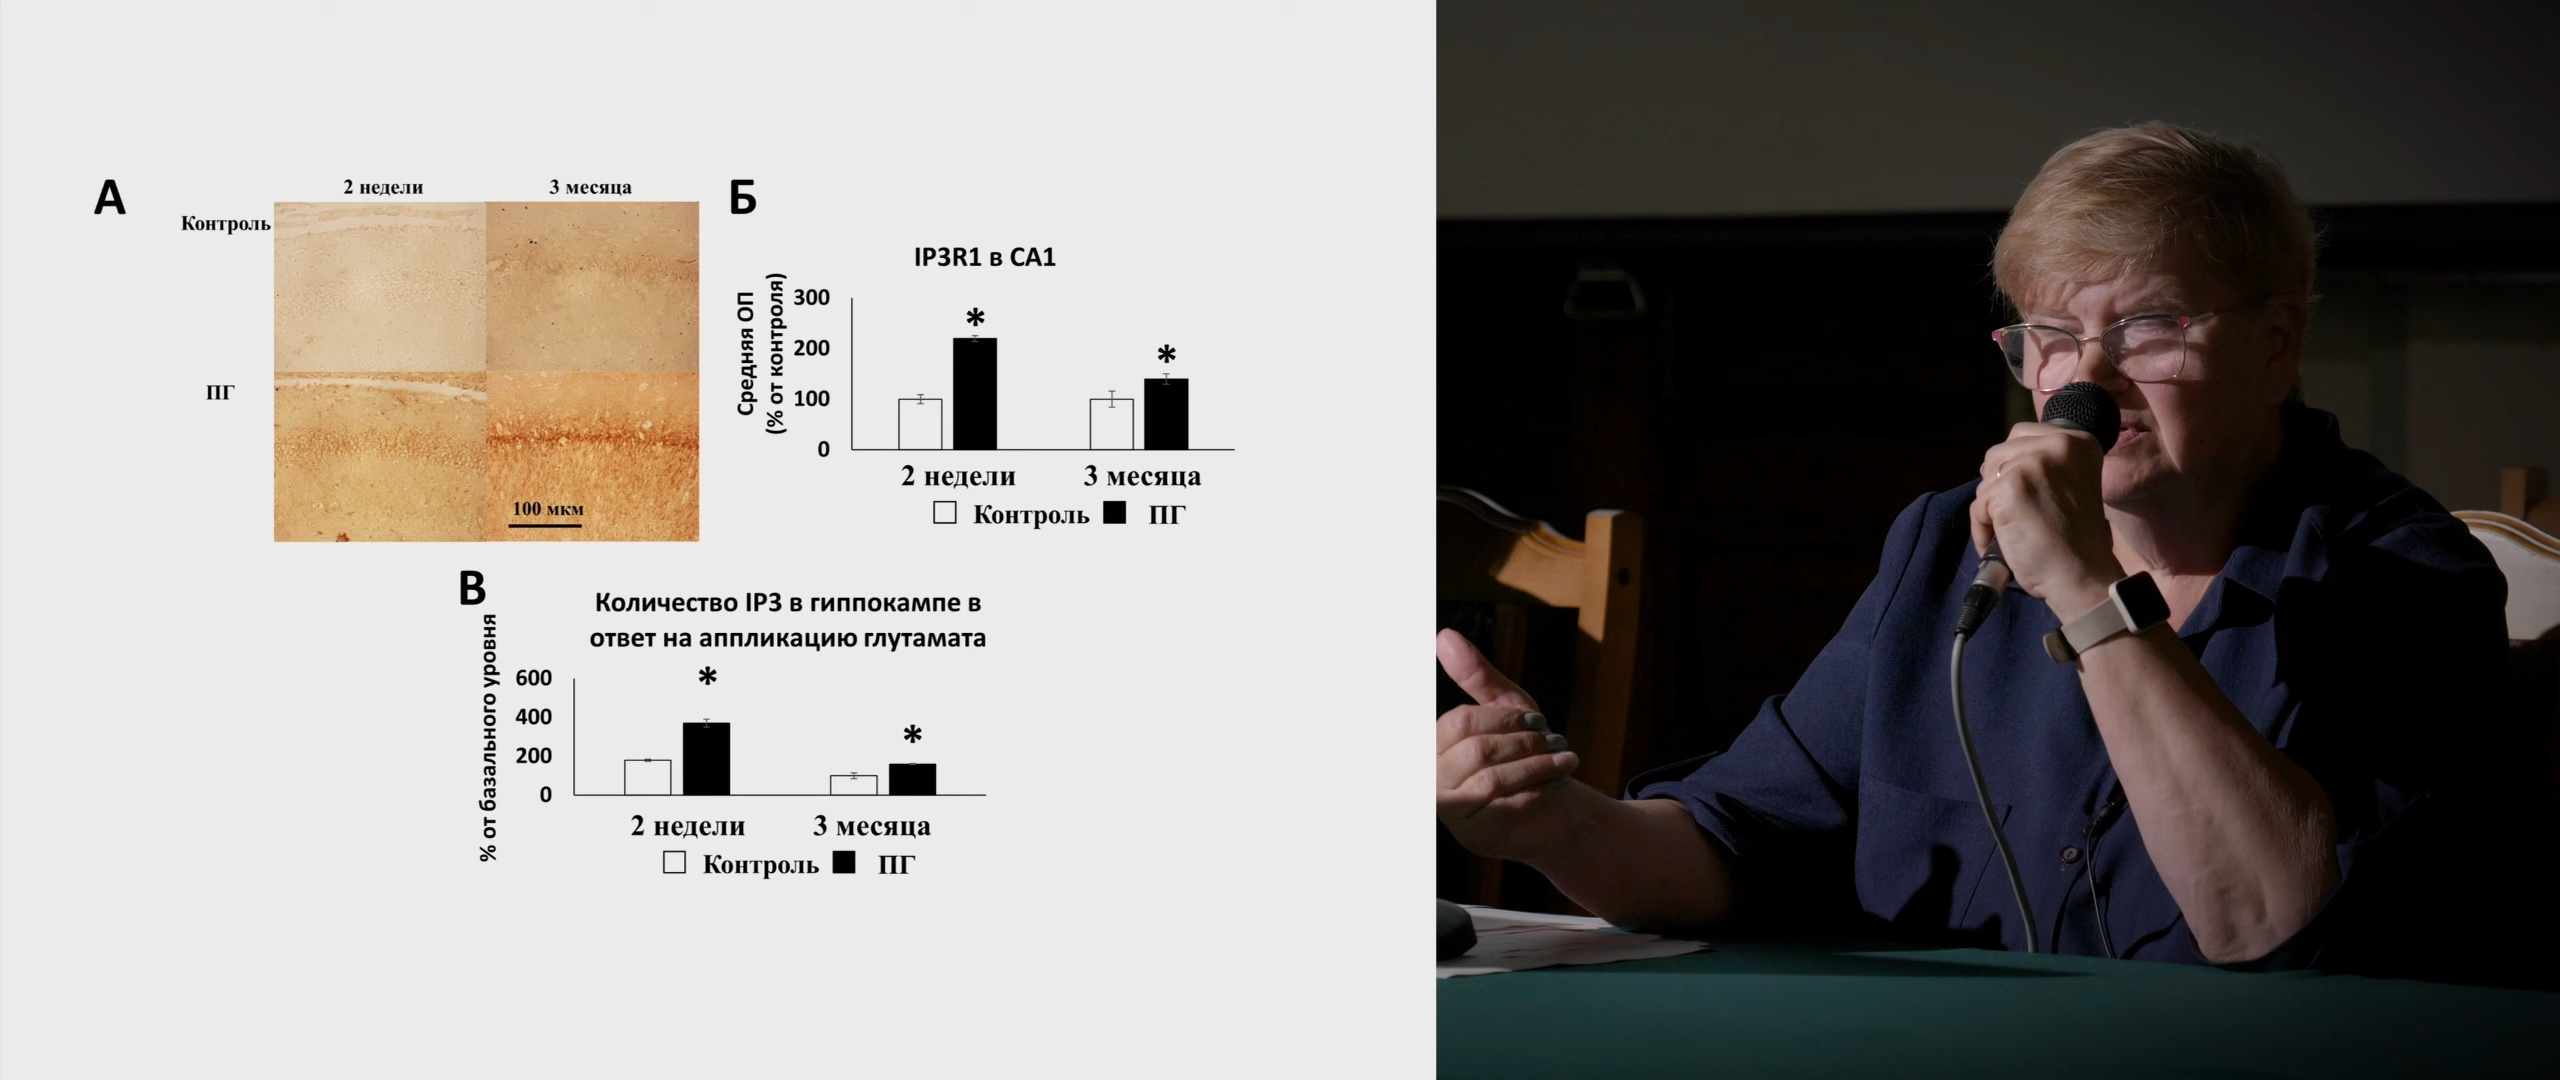 А
2 недели
3 месяца
Контроль
ПГ
100 мкм
Б
IP3R1 в CA1
Средняя ОП
(% от контроля)
300
200
100
0
*
*
2 недели
3 месяца
Контроль
ПГ
В
Количество IP3 в гиппокампе в
ответ на аппликацию глутамата
% от базального уровня
600
400
200
0
*
*
2 недели
3 месяца
Контроль
ПГ